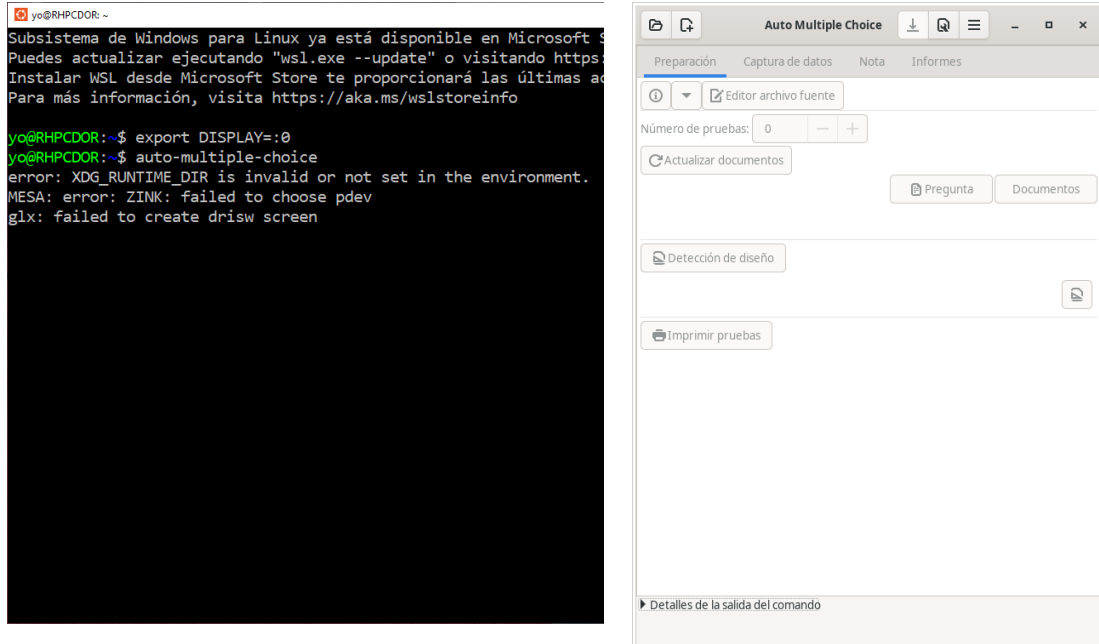 yo@RHPCDOR: ~
Subsistema de Windows para Linux ya está disponible en Microsoft S
Puedes actualizar ejecutando "wsl.exe --update" o visitando https:
Instalar WSL desde Microsoft Store te proporcionará las últimas ac
Para más información, visita https://aka.ms/wslstoreinfo
yo@RHPCDOR:~$ export DISPLAY=:0
yo@RHPCDOR:~$ auto-multiple-choice
error: XDG_RUNTIME_DIR is invalid or not set in the environment.
MESA: error: ZINK: failed to choose pdev
glx: failed to create drisw screen
Auto Multiple Choice
Preparación Captura de datos Nota Informes
Editor archivo fuente
Número de pruebas: 0
Actualizar documentos
Pregunta Documentos
Detección de diseño
Imprimir pruebas
Detalles de la salida del comando